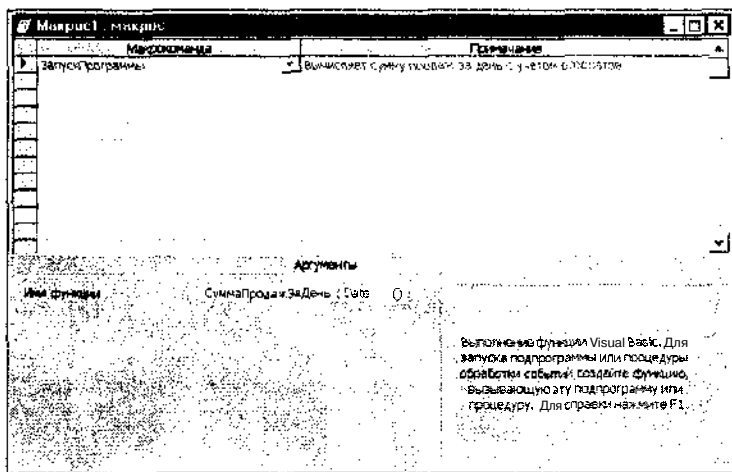 Макрос1 : макрос
Макрокоманда Примечание
ЗапускПрограммы Вычисляет сумму продаж за день с учетом возвратов
Аргументы
Имя функции СуммаПродажЗаДень ( Date ()
Выполнение функции Visual Basic. Для
запуска подпрограммы или процедуры
обработки событий создайте функцию,
вызывающую эту подпрограмму или
процедуру. Для справки нажмите F1.